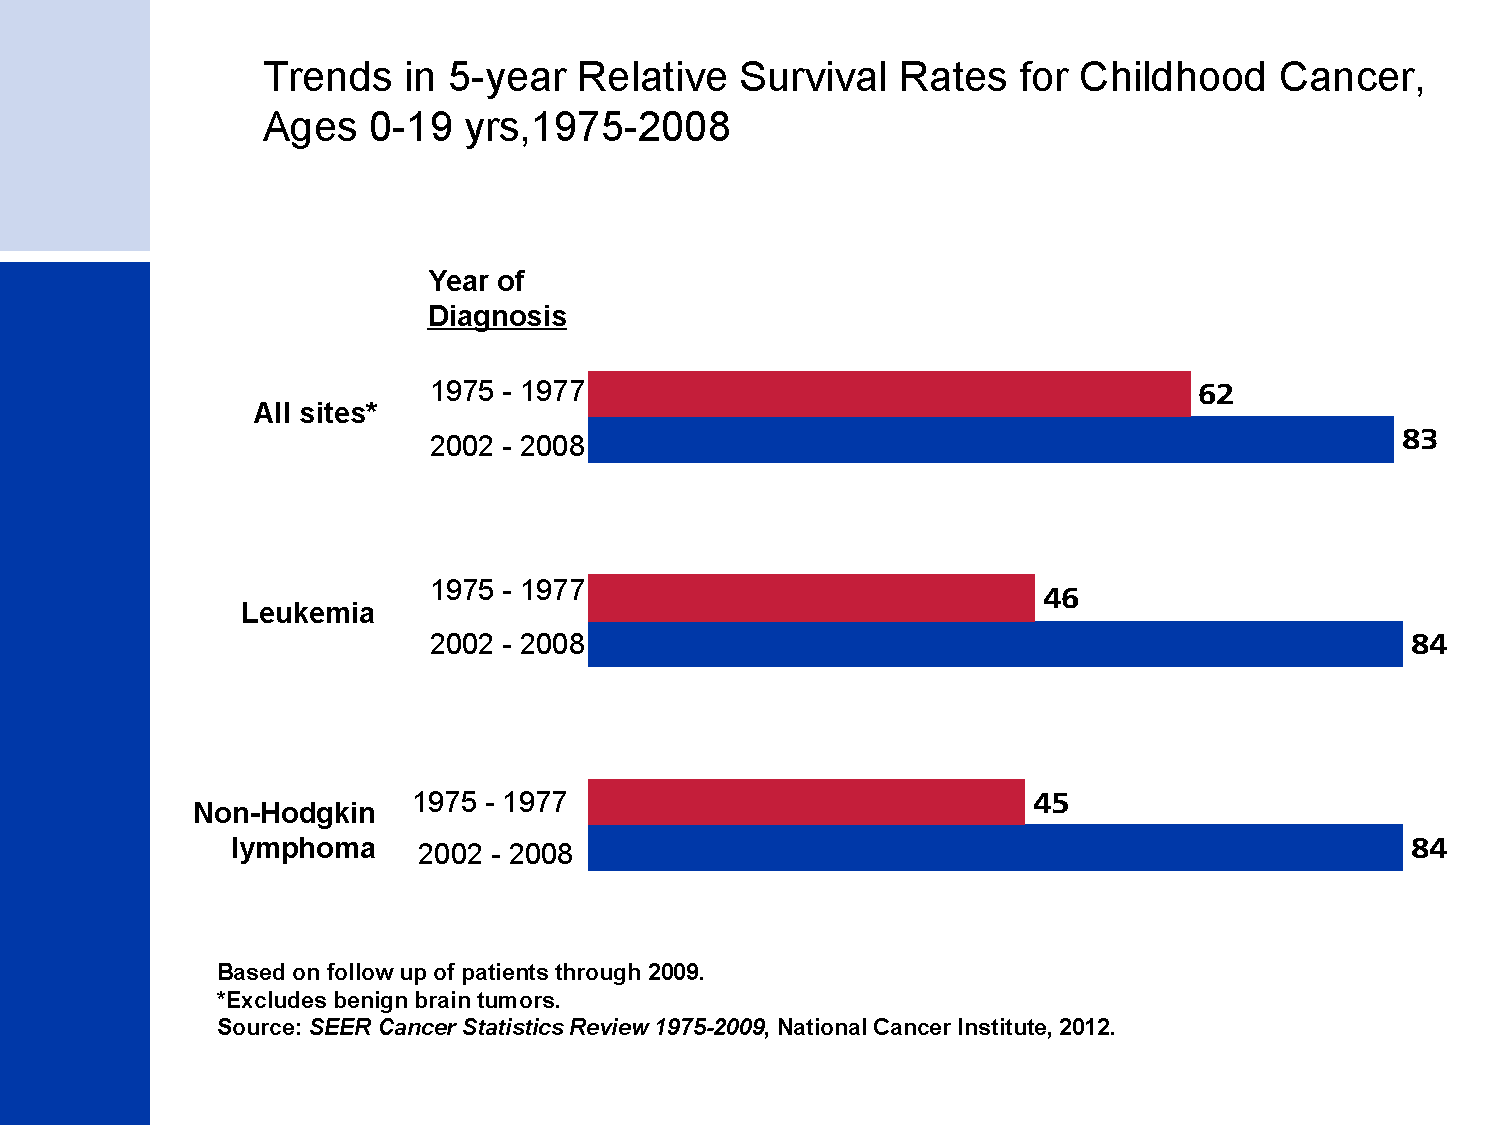 Trends in 5-year Relative Survival Rates for Childhood Cancer,
Ages 0-19 yrs,1975-2008
Year of
Diagnosis
All sites*
1975 - 1977
62
2002 - 2008
83
Leukemia
1975 - 1977
46
2002 - 2008
84
Non-Hodgkin
lymphoma
1975 - 1977
45
2002 - 2008
84
Based on follow up of patients through 2009.
*Excludes benign brain tumors.
Source: SEER Cancer Statistics Review 1975-2009, National Cancer Institute, 2012.